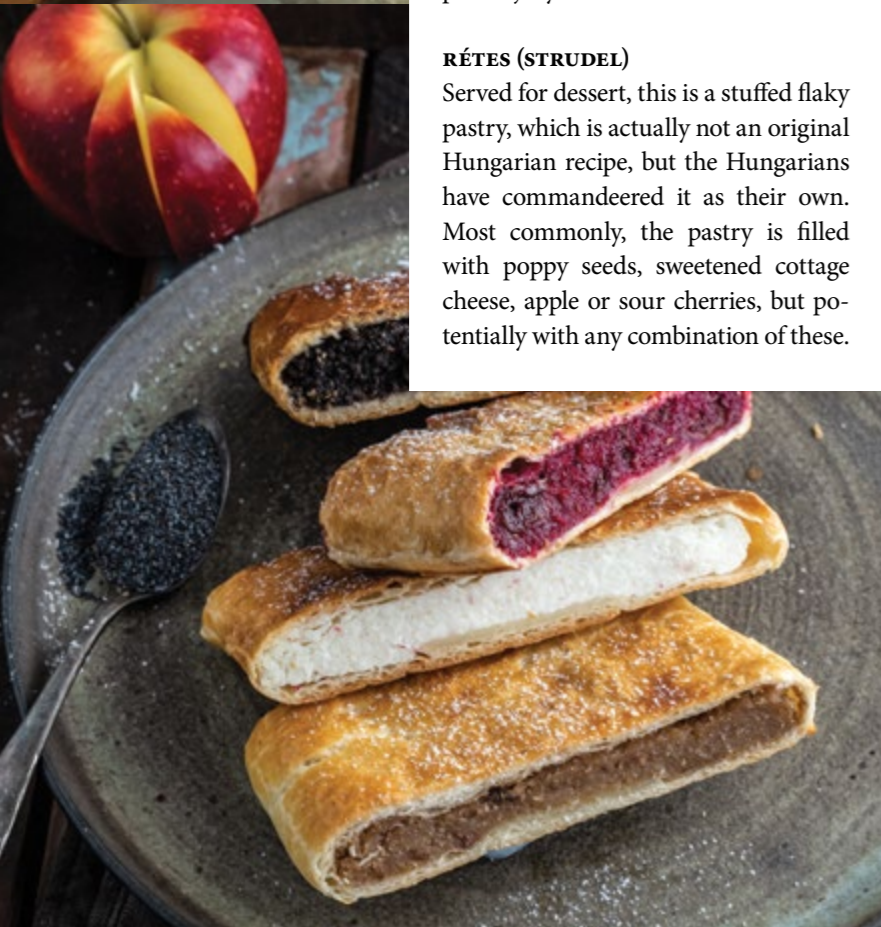 RÉTES (STRUDEL)
Served for dessert, this is a stuffed flaky
pastry, which is actually not an original
Hungarian recipe, but the Hungarians
have commandeered it as their own.
Most commonly, the pastry is filled
with poppy seeds, sweetened cottage
cheese, apple or sour cherries, but po-
tentially with any combination of these.